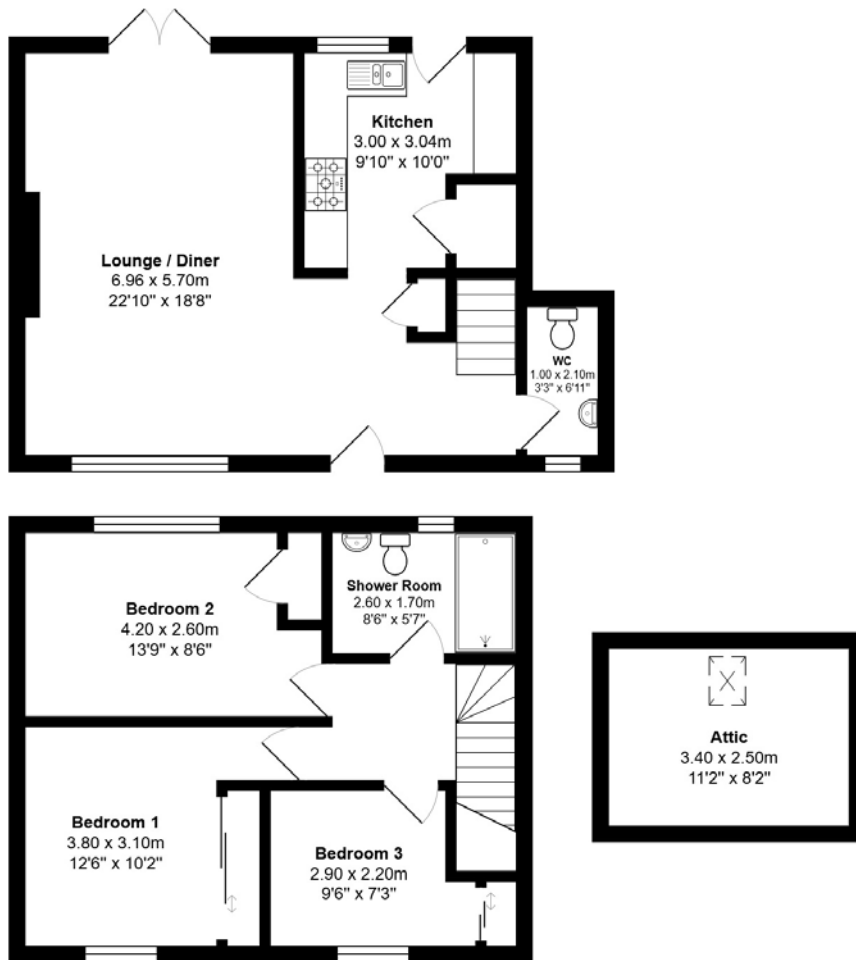 Kitchen
3.00 x 3.04m
9'10" x 10'0"
Lounge / Diner
6.96 x 5.70m
22'10" x 18'8"
WC
1.00 x 2.10m
3'3" x 6'11"
Shower Room
2.60 x 1.70m
8'6" x 5'7"
Bedroom 2
4.20 x 2.60m
13'9" x 8'6"
Attic
3.40 x 2.50m
11'2" x 8'2"
Bedroom 1
3.80 x 3.10m
12'6" x 10'2"
Bedroom 3
2.90 x 2.20m
9'6" x 7'3"